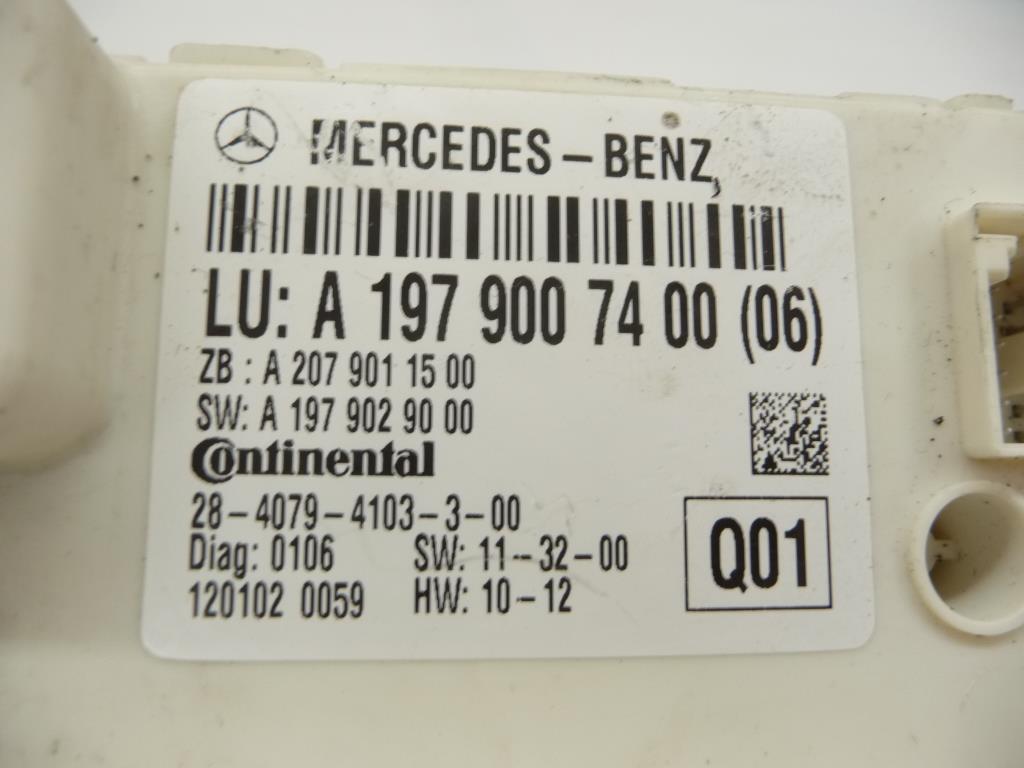 MERCEDES-BENZ
LU: A 197 900 74 00 (06)
ZB : A 207 901 15 00
SW: A 197 902 90 00
Continental
28-4079-4103-3-00
Diag: 0106 SW: 11-32-00
120102 0059 HW: 10-12
Q01